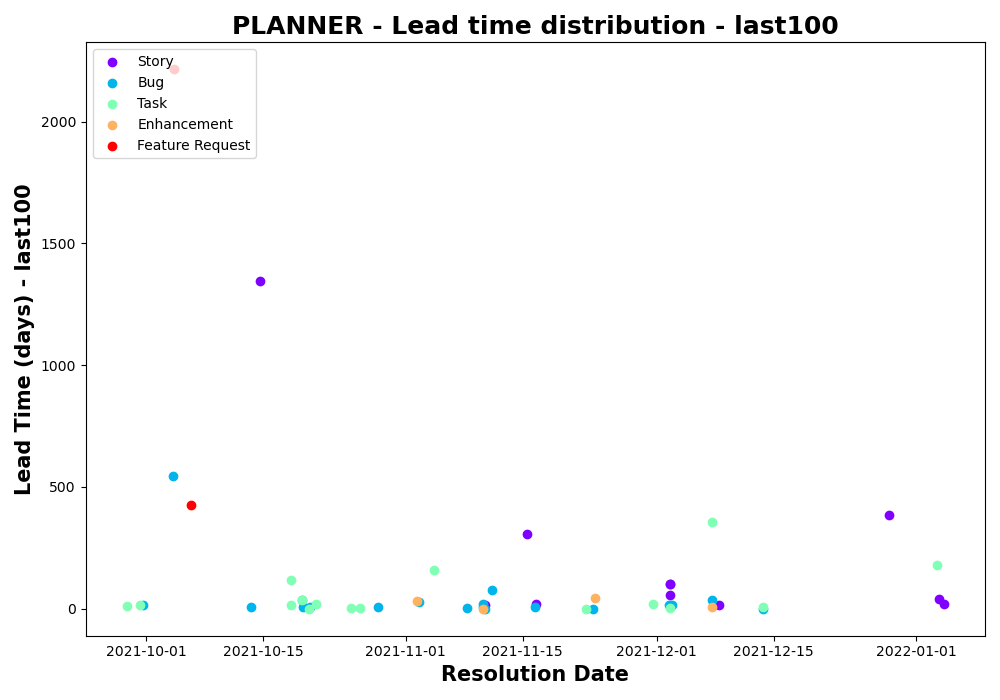 PLANNER - Lead time distribution - last100
Story
Bug
Task
Enhancement
Feature Request
Lead Time (days) - last100
2000
1500
1000
500
0
2021-10-01
2021-10-15
2021-11-01
2021-11-15
2021-12-01
2021-12-15
2022-01-01
Resolution Date